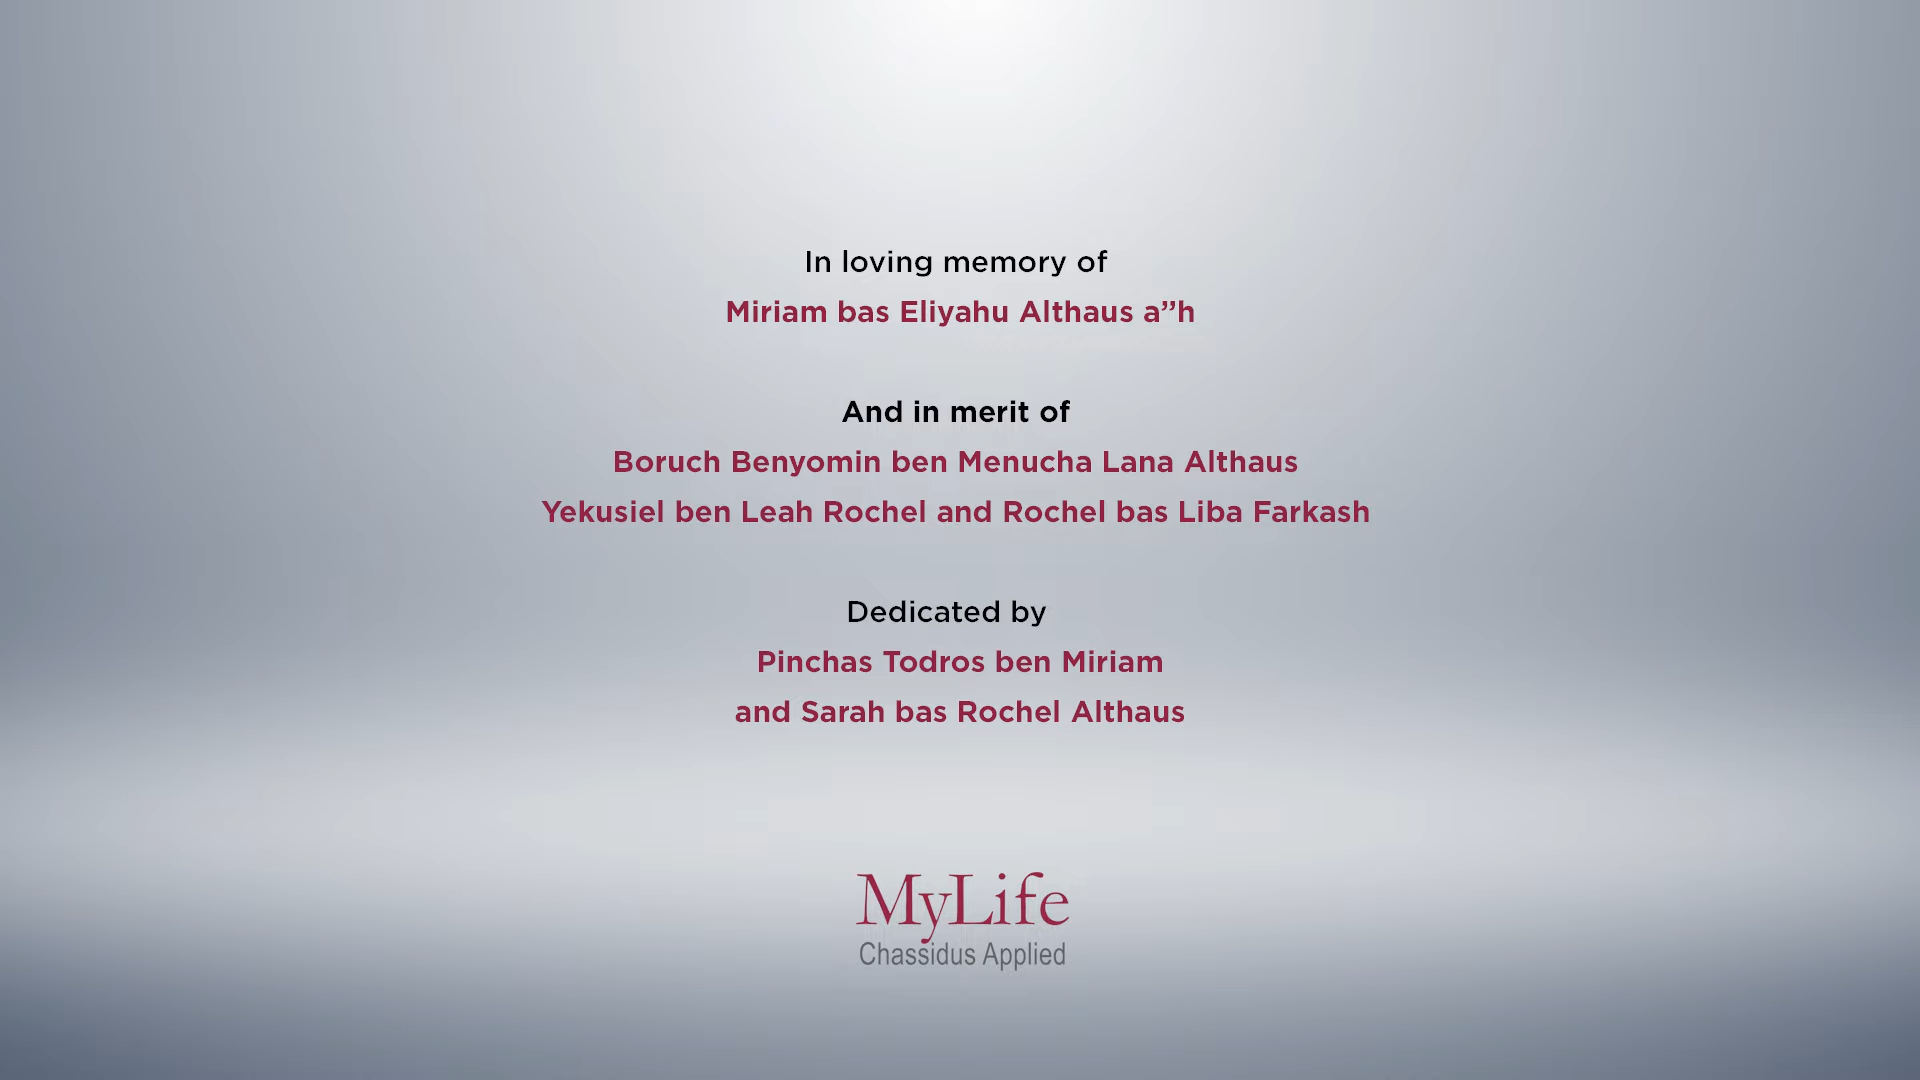 In loving memory of
Miriam bas Eliyahu Althaus a”h
And in merit of
Boruch Benyomin ben Menucha Lana Althaus
Yekusiel ben Leah Rochel and Rochel bas Liba Farkash
Dedicated by
Pinchas Todros ben Miriam
and Sarah bas Rochel Althaus
MyLife
Chassidus Applied